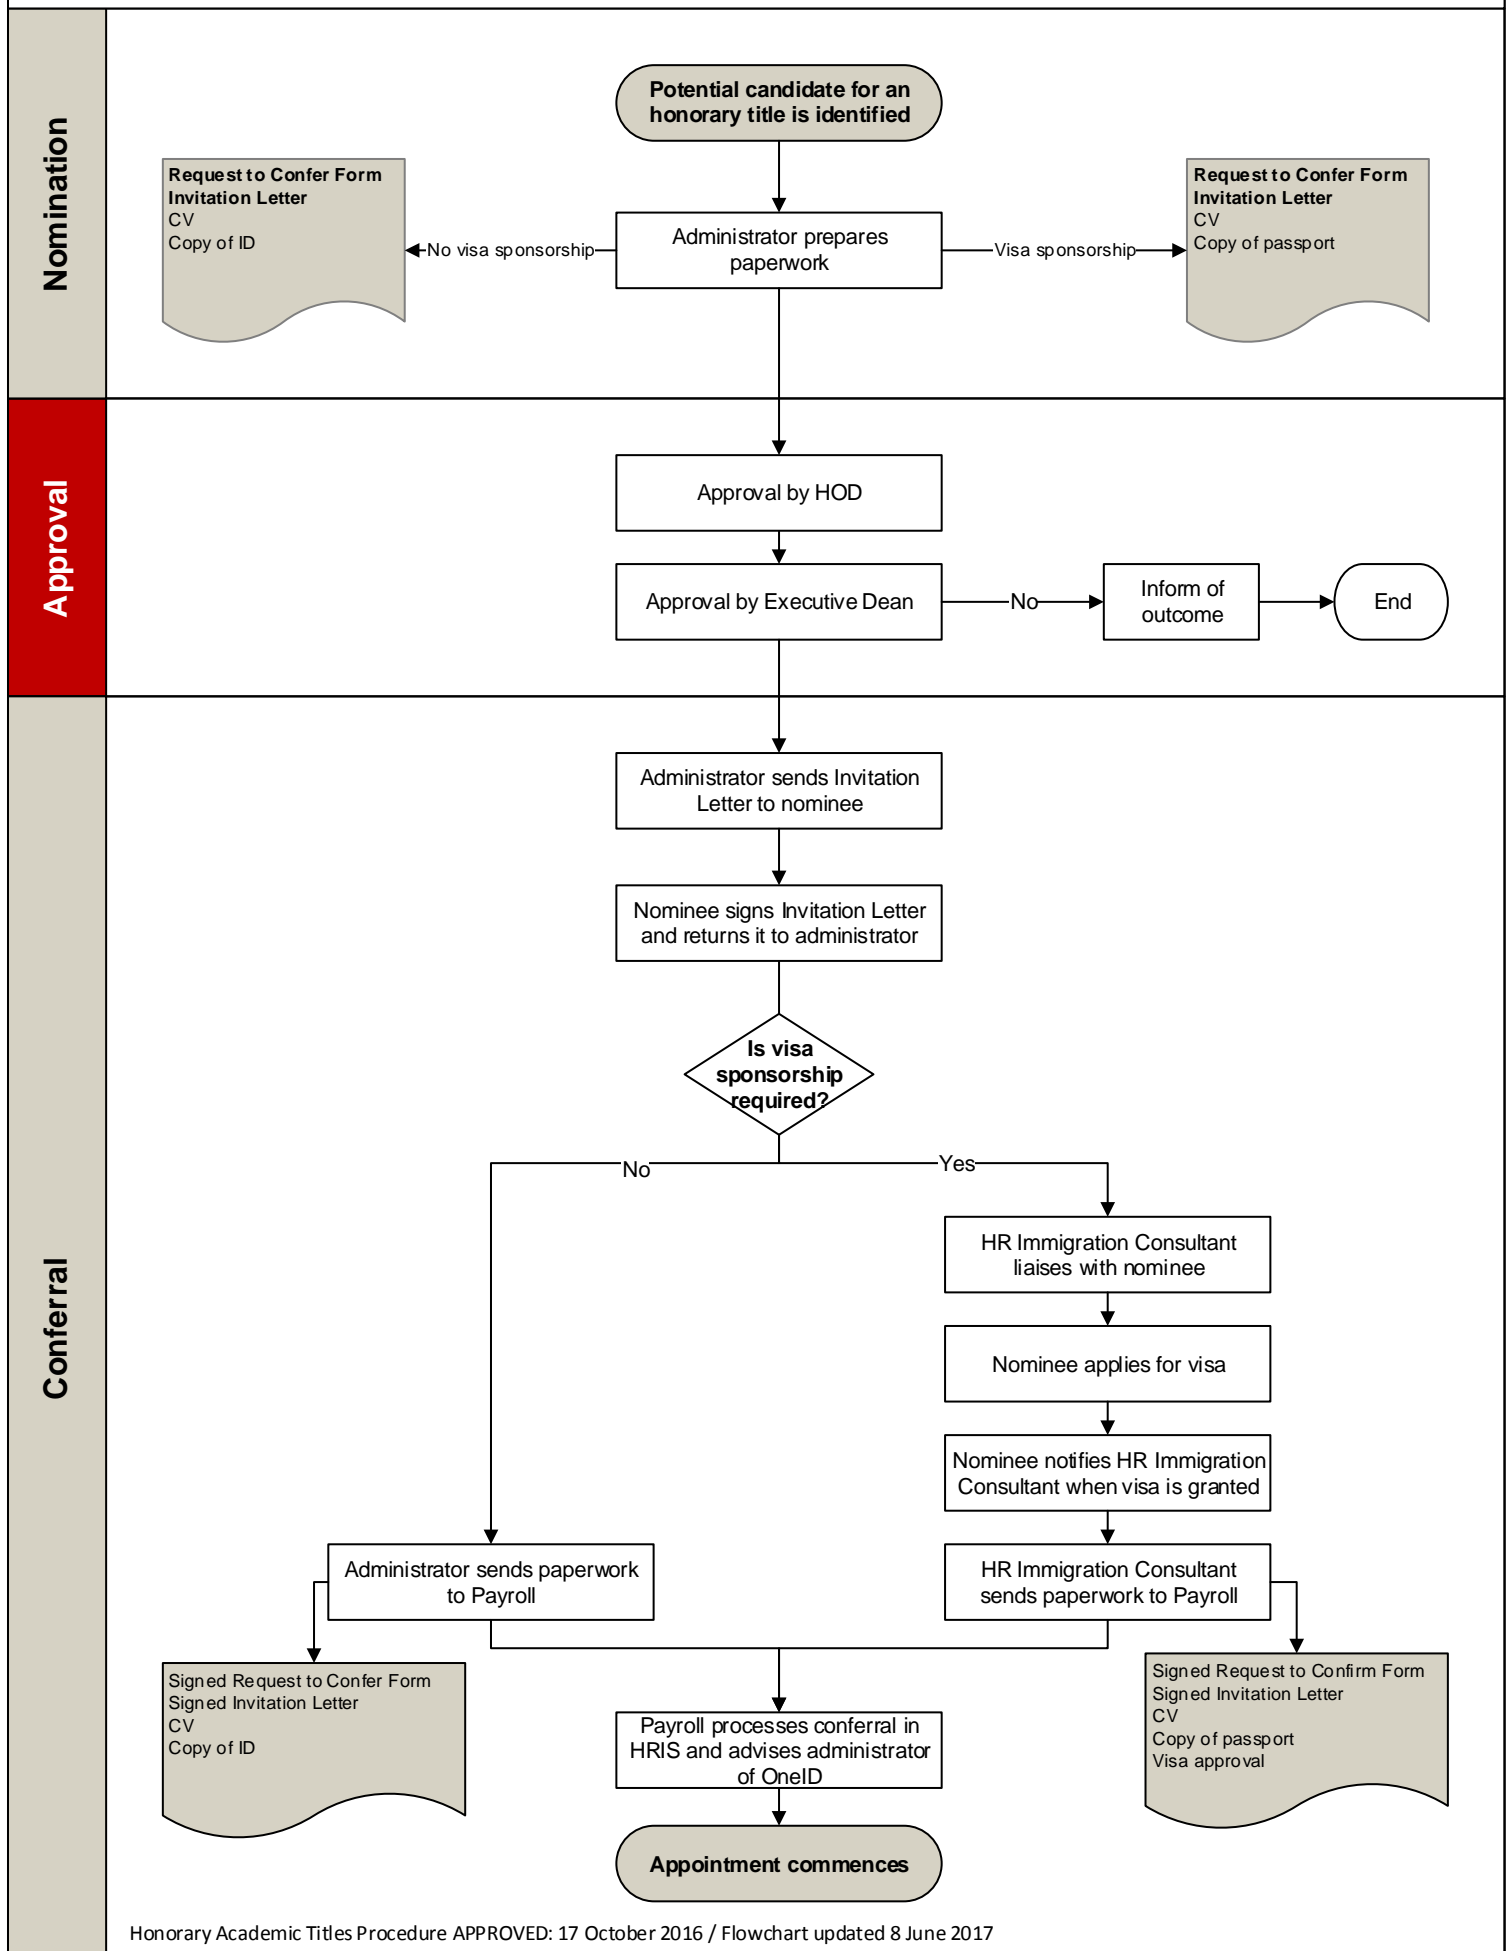 Nomination
Potential candidate for an
honorary title is identified
Request to Confer Form
Invitation Letter
CV
Copy of ID
No visa sponsorship
Administrator prepares
paperwork
Visa sponsorship
Request to Confer Form
Invitation Letter
CV
Copy of passport
Approval
Approval by HOD
Approval by Executive Dean
No
Inform of
outcome
End
Conferral
Administrator sends Invitation
Letter to nominee
Nominee signs Invitation Letter
and returns it to administrator
Is visa
sponsorship
required?
No
Yes
HR Immigration Consultant
liaises with nominee
Nominee applies for visa
Nominee notifies HR Immigration
Consultant when visa is granted
Administrator sends paperwork
to Payroll
HR Immigration Consultant
sends paperwork to Payroll
Signed Request to Confer Form
Signed Invitation Letter
CV
Copy of ID
Signed Request to Confirm Form
Signed Invitation Letter
CV
Copy of passport
Visa approval
Payroll processes conferral in
HRIS and advises administrator
of OneID
Appointment commences
Honorary Academic Titles Procedure APPROVED: 17 October 2016 / Flowchart updated 8 June 2017